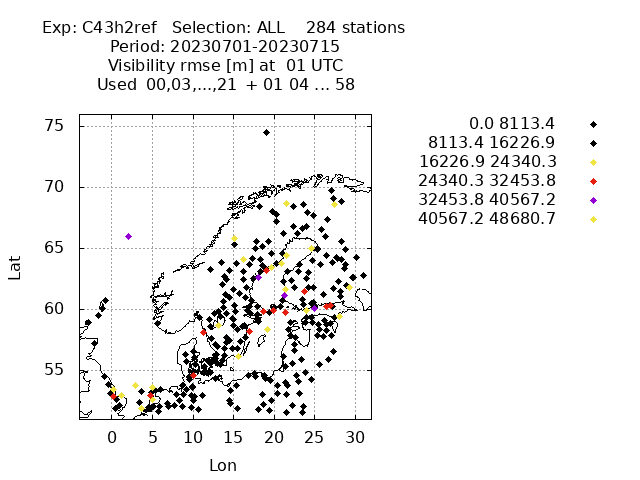 Exp: C43h2ref   Selection: ALL    284 stations
Period: 20230701-20230715
Visibility rmse [m] at  01 UTC
Used  00,03,...,21  + 01 04 ... 58
0.0 8113.4
8113.4 16226.9
16226.9 24340.3
24340.3 32453.8
32453.8 40567.2
40567.2 48680.7
75
70
65
60
55
Lat
0 5 10 15 20 25 30
Lon